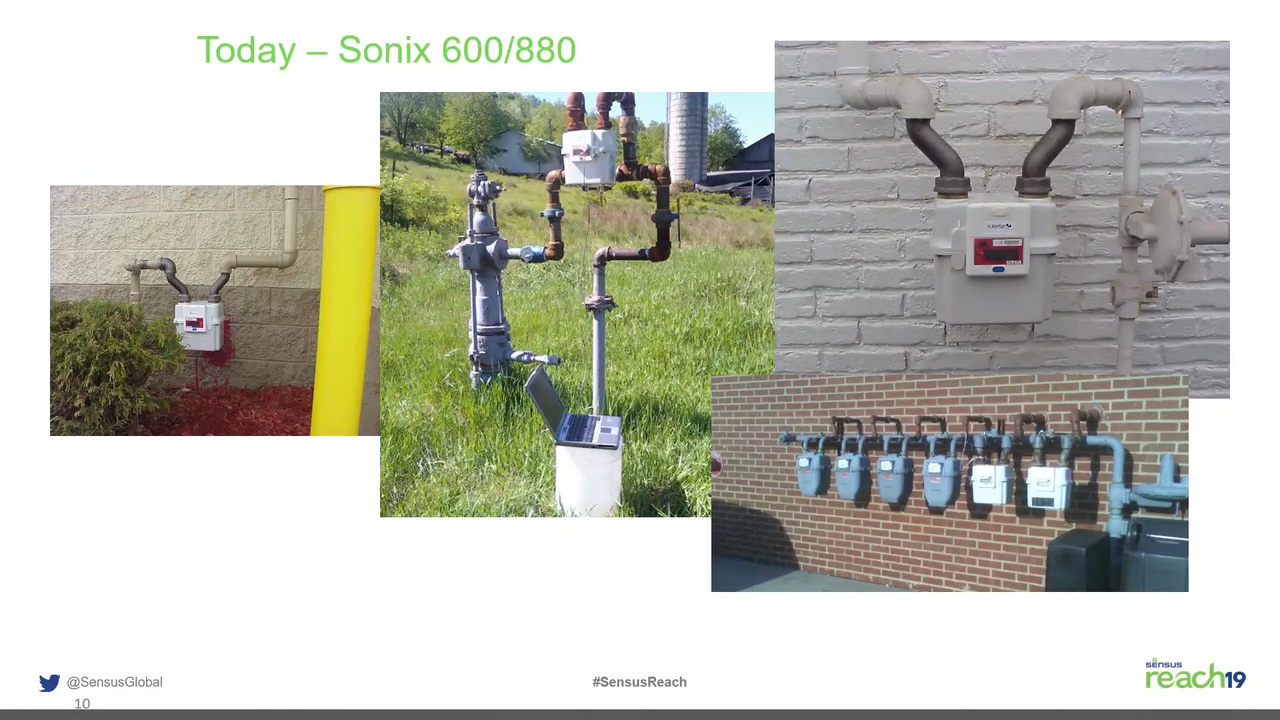 Today – Sonix 600/880
@SensusGlobal
10
#SensusReach
sensus
reach19